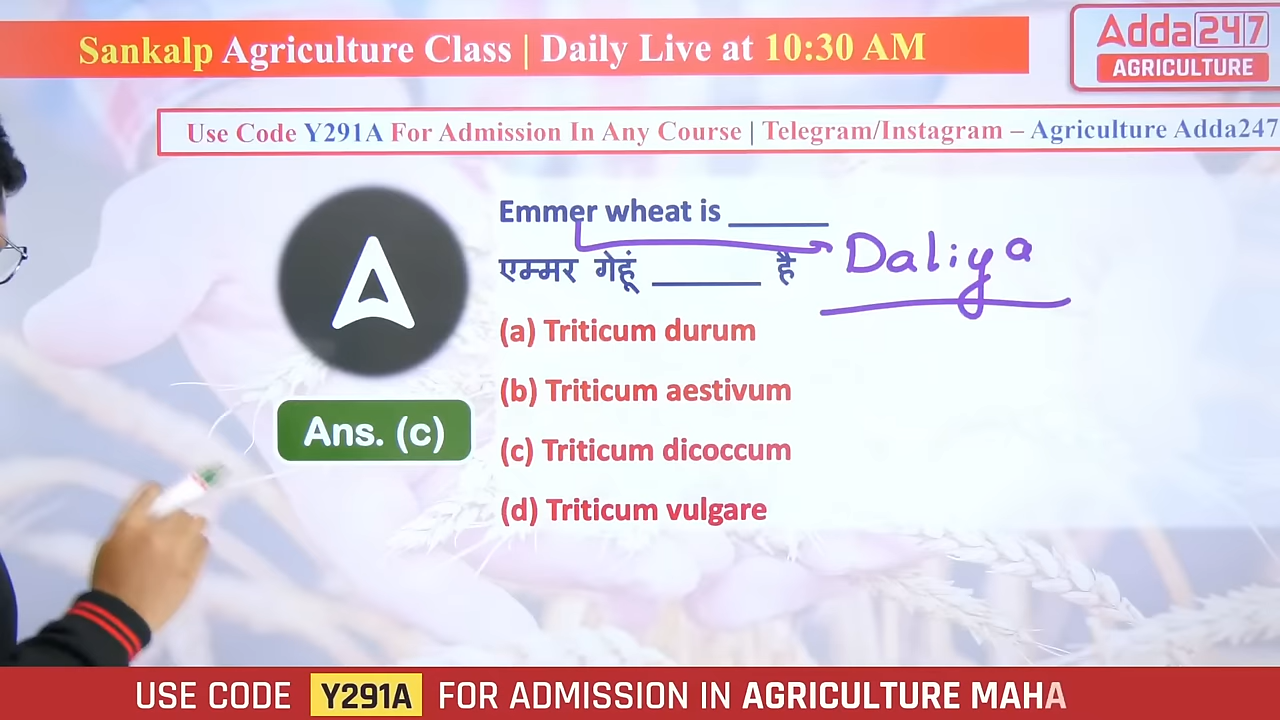 Sankalp Agriculture Class | Daily Live at 10:30 AM
Adda247
AGRICULTURE
Use Code Y291A For Admission In Any Course | Telegram/Instagram – Agriculture Adda247
Emmer wheat is ________
Daliya
एम्मर गेहूं ________ है
(a) Triticum durum
(b) Triticum aestivum
Ans. (c)
(c) Triticum dicoccum
(d) Triticum vulgare
USE CODE Y291A FOR ADMISSION IN AGRICULTURE MAHA